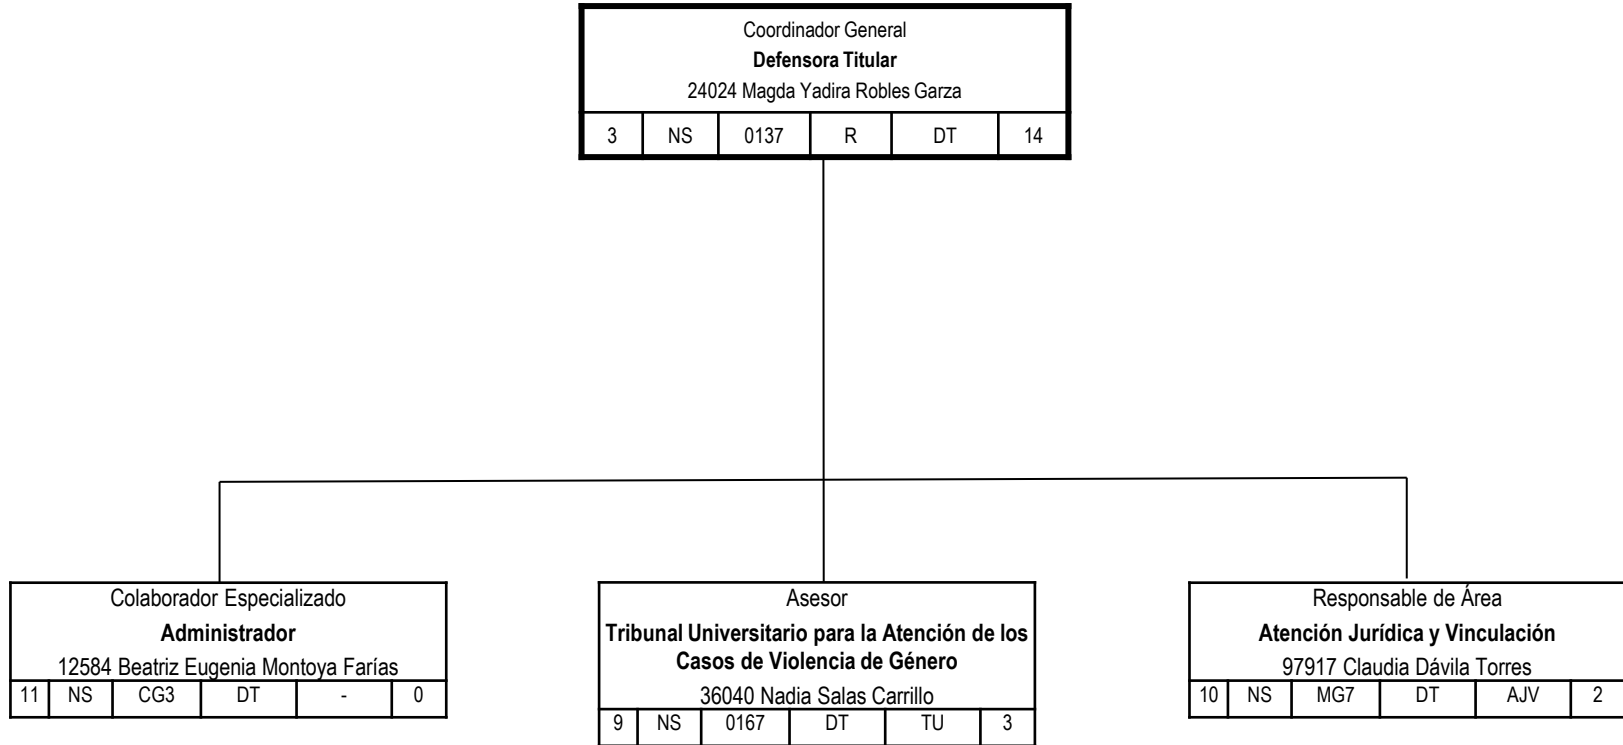 Coordinador General
Defensora Titular
24024 Magda Yadira Robles Garza
3 NS 0137 R DT 14
Colaborador Especializado
Administrador
12584 Beatriz Eugenia Montoya Farías
11 NS CG3 DT - 0
Asesor
Tribunal Universitario para la Atención de los
Casos de Violencia de Género
36040 Nadia Salas Carrillo
9 NS 0167 DT TU 3
Responsable de Área
Atención Jurídica y Vinculación
97917 Claudia Dávila Torres
10 NS MG7 DT AJV 2